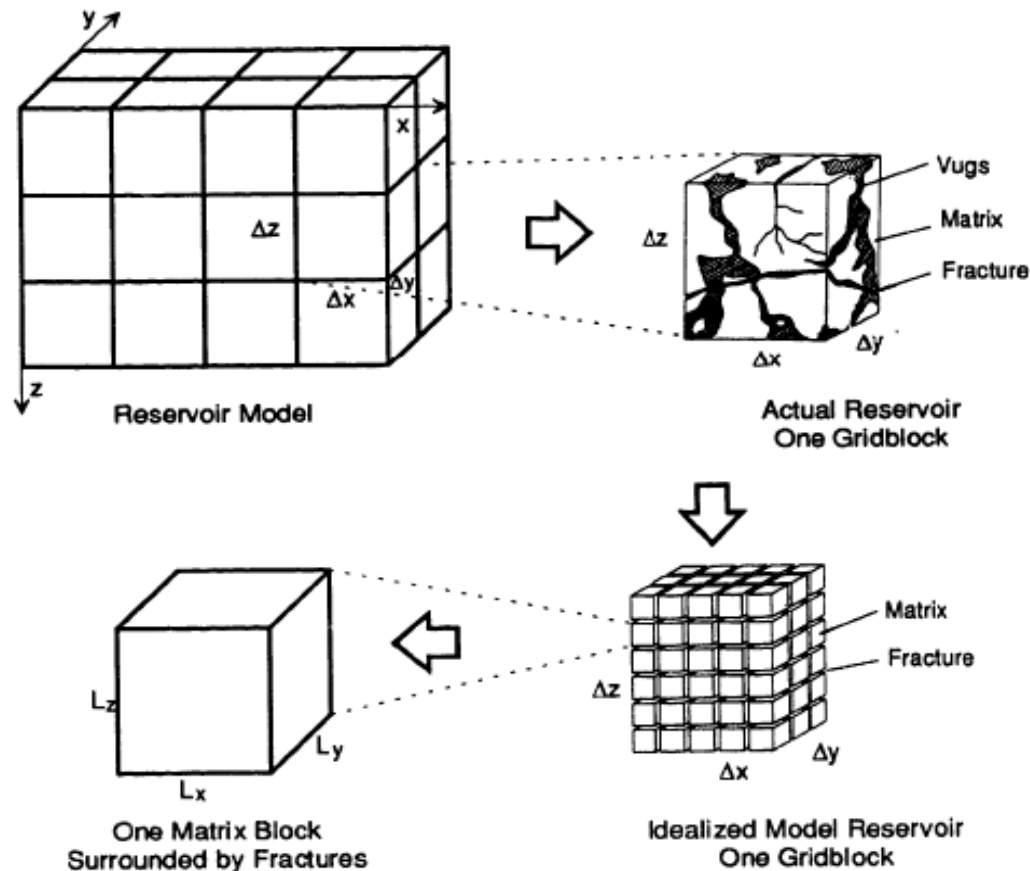 y
x
Δz
Δy
Δx
z
Reservoir Model
Vugs
Matrix
Fracture
Δz
Δy
Δx
Actual Reservoir
One Gridblock
Matrix
Fracture
Δz
Δy
Δx
Idealized Model Reservoir
One Gridblock
Lz
Ly
Lx
One Matrix Block
Surrounded by Fractures